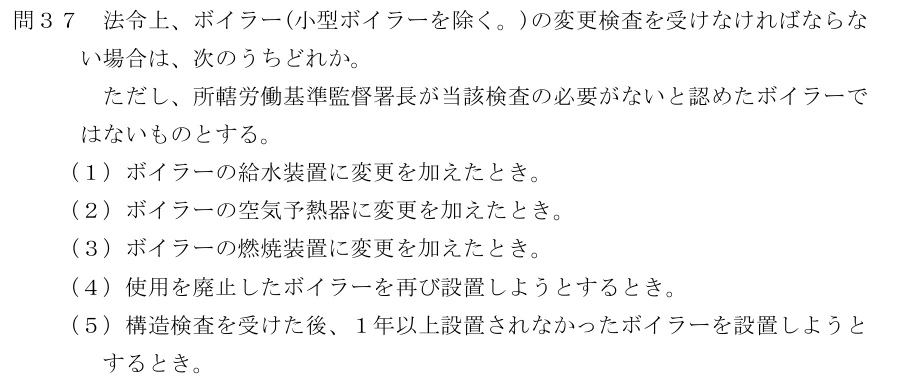 問３７　法令上、ボイラー(小型ボイラーを除く。)の変更検査を受けなければならな
い場合は、次のうちどれか。
ただし、所轄労働基準監督署長が当該検査の必要がないと認めたボイラーで
はないものとする。
（１）ボイラーの給水装置に変更を加えたとき。
（２）ボイラーの空気予熱器に変更を加えたとき。
（３）ボイラーの燃焼装置に変更を加えたとき。
（４）使用を廃止したボイラーを再び設置しようとするとき。
（５）構造検査を受けた後、１年以上設置されなかったボイラーを設置しようと
するとき。